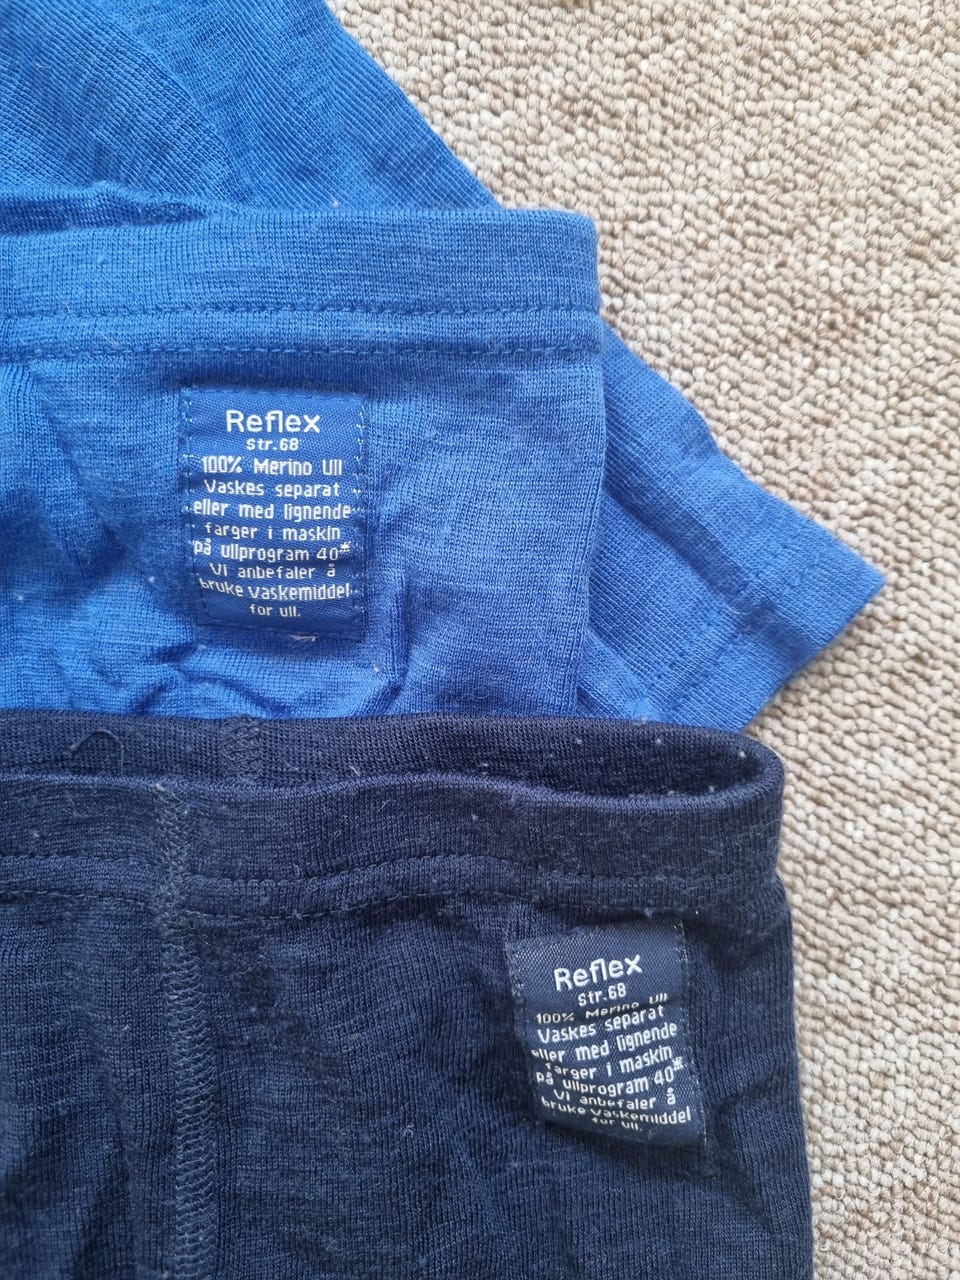 Reflex
Str.68
100% Merino Ull
Vaskes separat
eller med lignende
farger i maskin
på ullprogram 40*
Vi anbefaler å
bruke Vaskemiddel
for ull.
Reflex
Str.68
100% Merino Ull
Vaskes separat
eller med lignende
farger i maskin
på ullprogram 40*
Vi anbefaler å
bruke Vaskemiddel
for ull.